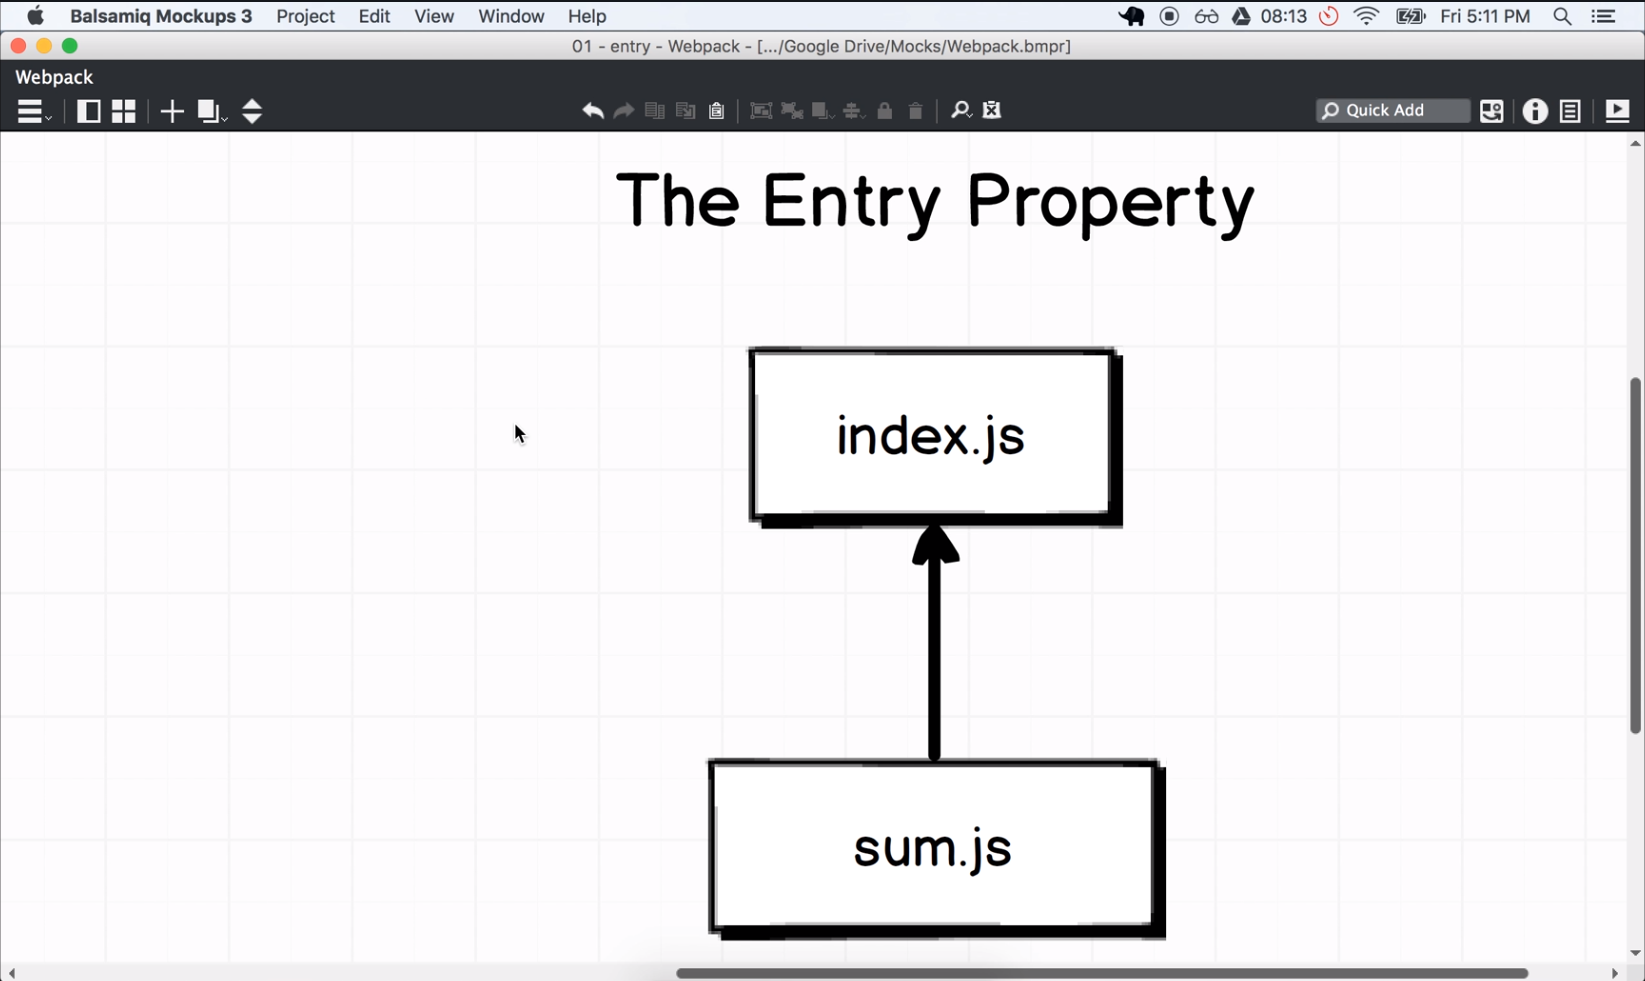 Balsamiq Mockups 3 Project Edit View Window Help 08:13 Fri 5:11 PM
01 - entry - Webpack - [.../Google Drive/Mocks/Webpack.bmpr]
Webpack
Quick Add
The Entry Property
index.js
sum.js